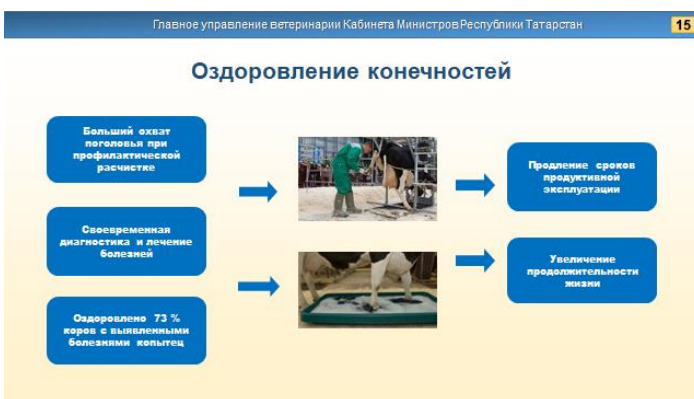 Главное управление ветеринарии Кабинета Министров Республики Татарстан
15
Оздоровление конечностей
Больший охват
поголовья при
профилактической
расчистке
Своевременная
диагностика и лечение
болезней
Оздоровлено 73 %
коров с выявленными
болезнями копытец
Продление сроков
продуктивной
эксплуатации
Увеличение
продолжительности
жизни